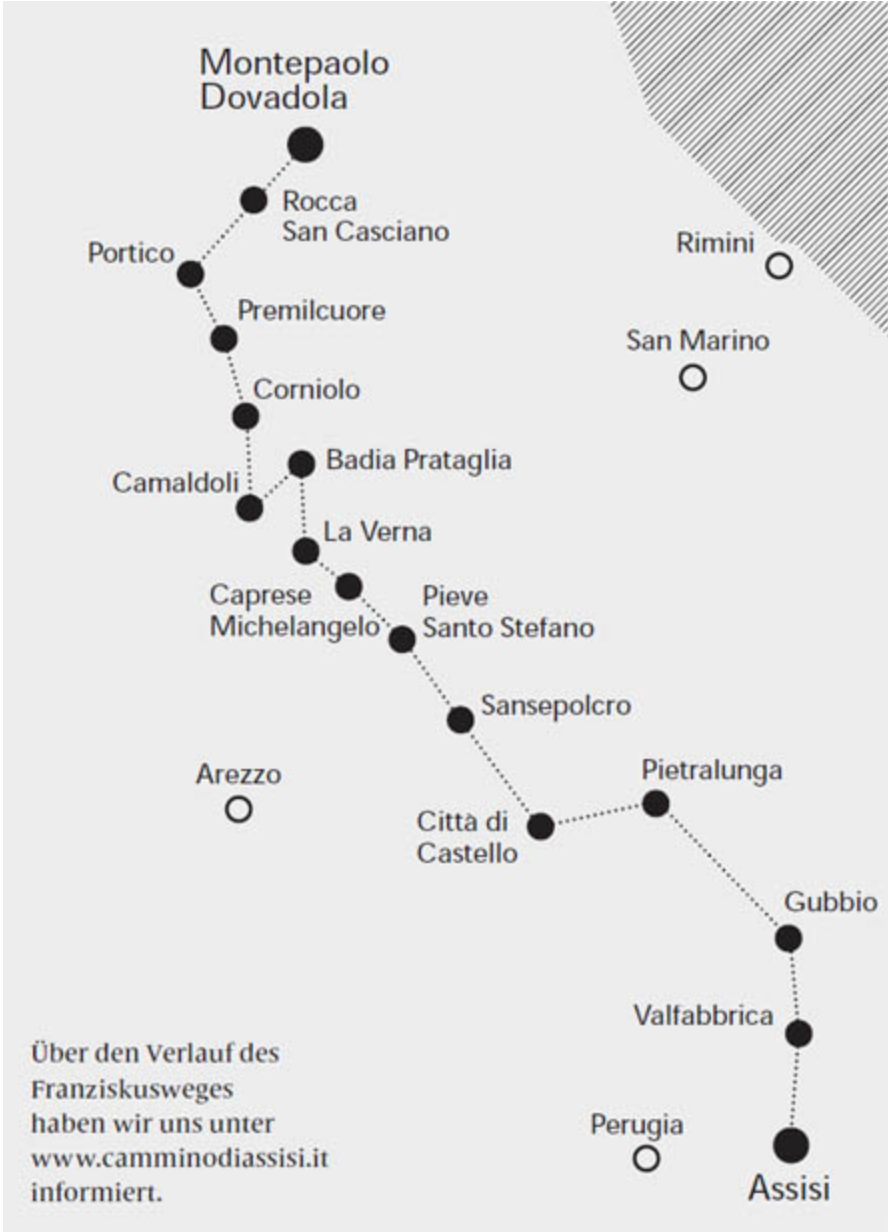 Montepaolo
Dovadola
Rocca
San Casciano
Portico
Rimini
Premilcuore
San Marino
Corniolo
Badia Prataglia
Camaldoli
La Verna
Caprese
Michelangelo
Pieve
Santo Stefano
Sansepolcro
Arezzo
Pietralunga
Città di
Castello
Gubbio
Valfabbrica
Über den Verlauf des
Franziskusweges
haben wir uns unter
www.camminodiassisi.it
informiert.
Perugia
Assisi